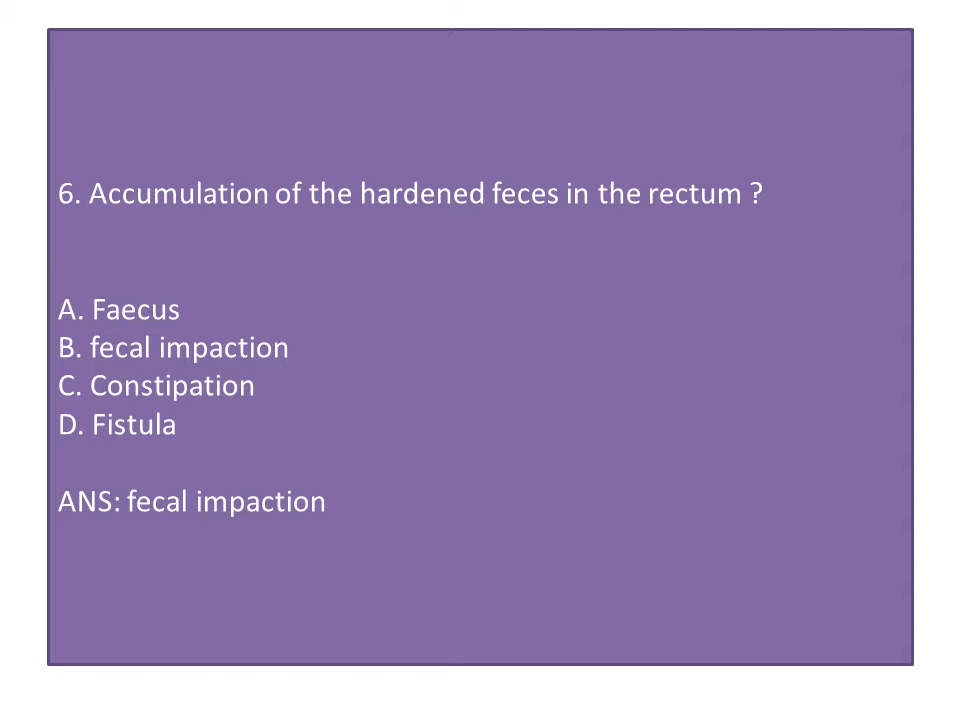 6. Accumulation of the hardened feces in the rectum ?
A. Faecus
B. fecal impaction
C. Constipation
D. Fistula
ANS: fecal impaction